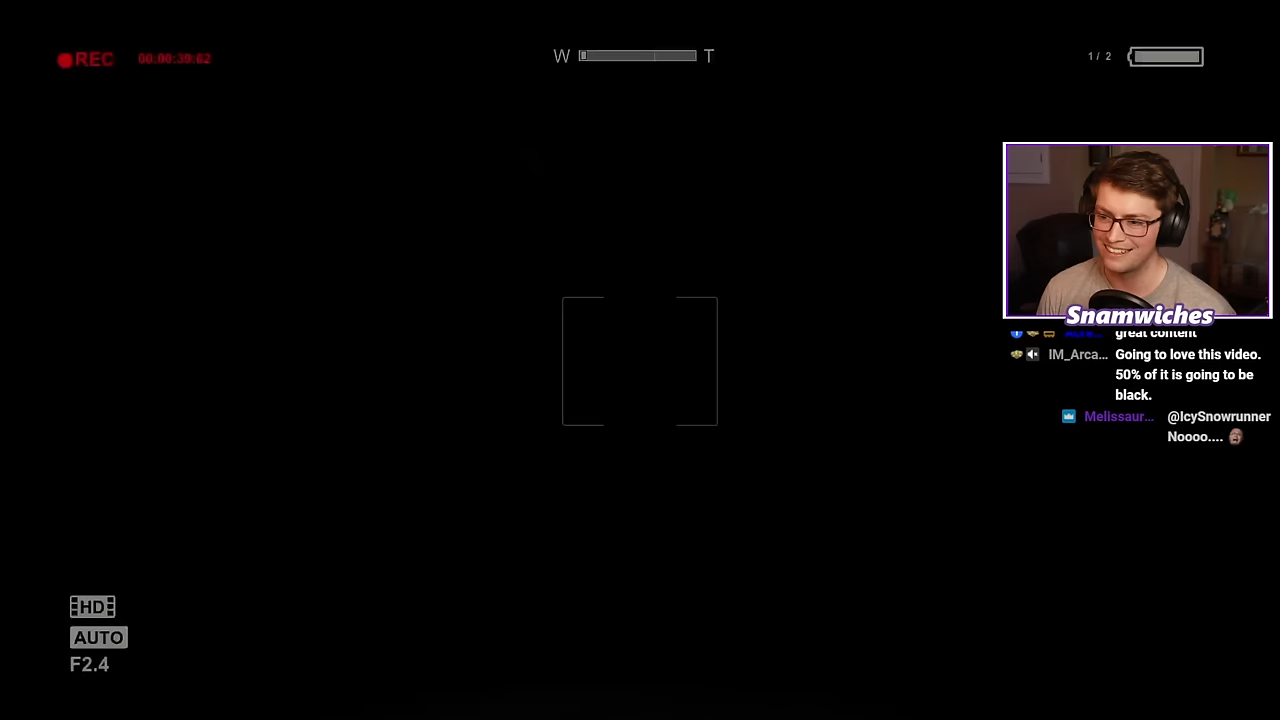 REC 00:00:39:62
W T
1 / 2
Snamwiches
great content
IM_Arca... Going to love this video.
50% of it is going to be
black.
Melissaur... @IcySnowrunner
Noooo....
HD
AUTO
F2.4